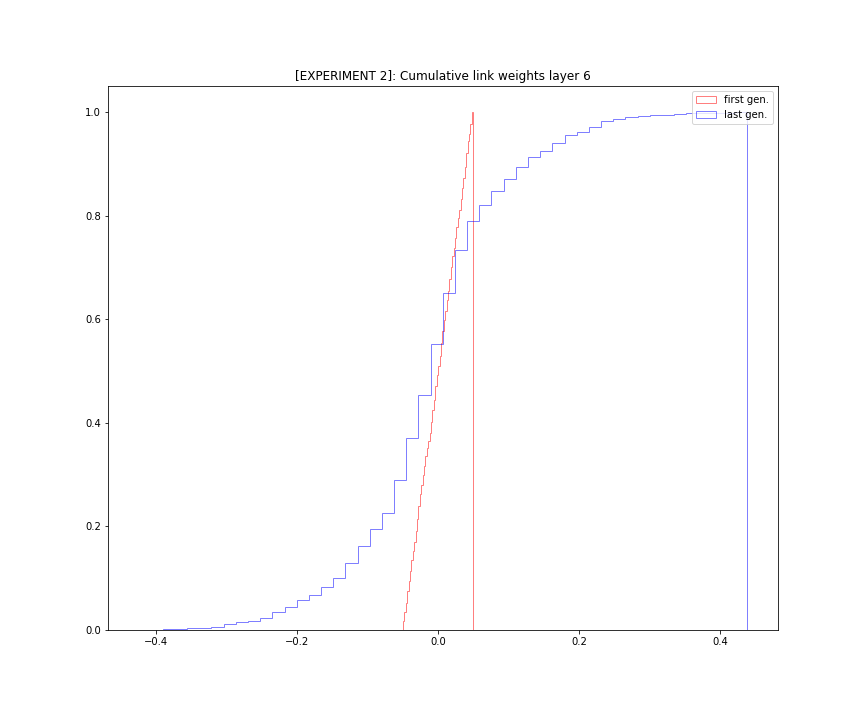 [EXPERIMENT 2]: Cumulative link weights layer 6
first gen.
last gen.
1.0
0.8
0.6
0.4
0.2
0.0
−0.4 −0.2 0.0 0.2 0.4